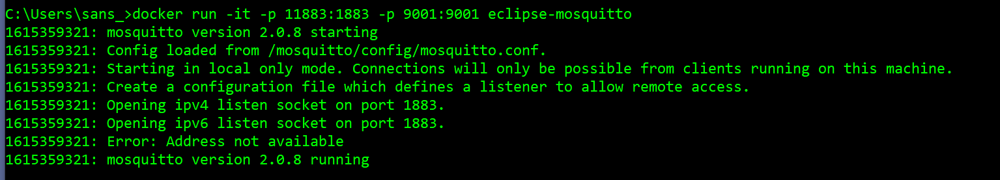 C:\Users\sans_>docker run -it -p 11883:1883 -p 9001:9001 eclipse-mosquitto
1615359321: mosquitto version 2.0.8 starting
1615359321: Config loaded from /mosquitto/config/mosquitto.conf.
1615359321: Starting in local only mode. Connections will only be possible from clients running on this machine.
1615359321: Create a configuration file which defines a listener to allow remote access.
1615359321: Opening ipv4 listen socket on port 1883.
1615359321: Opening ipv6 listen socket on port 1883.
1615359321: Error: Address not available
1615359321: mosquitto version 2.0.8 running